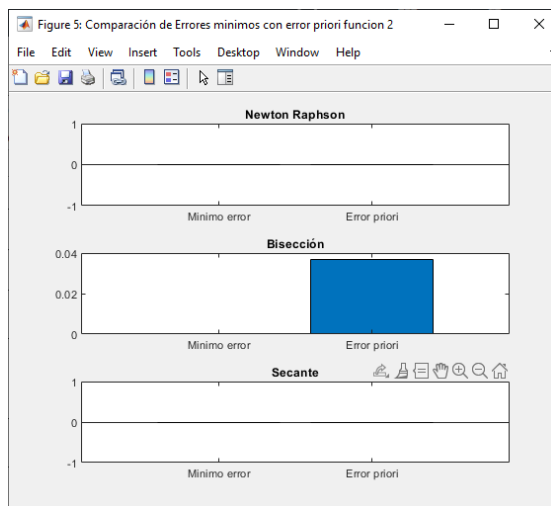 Figure 5: Comparación de Errores minimos con error priori funcion 2
File Edit View Insert Tools Desktop Window Help
Newton Raphson
1
0
-1
Minimo error Error priori
Bisección
0.04
0.02
0
Minimo error Error priori
Secante
1
0
-1
Minimo error Error priori